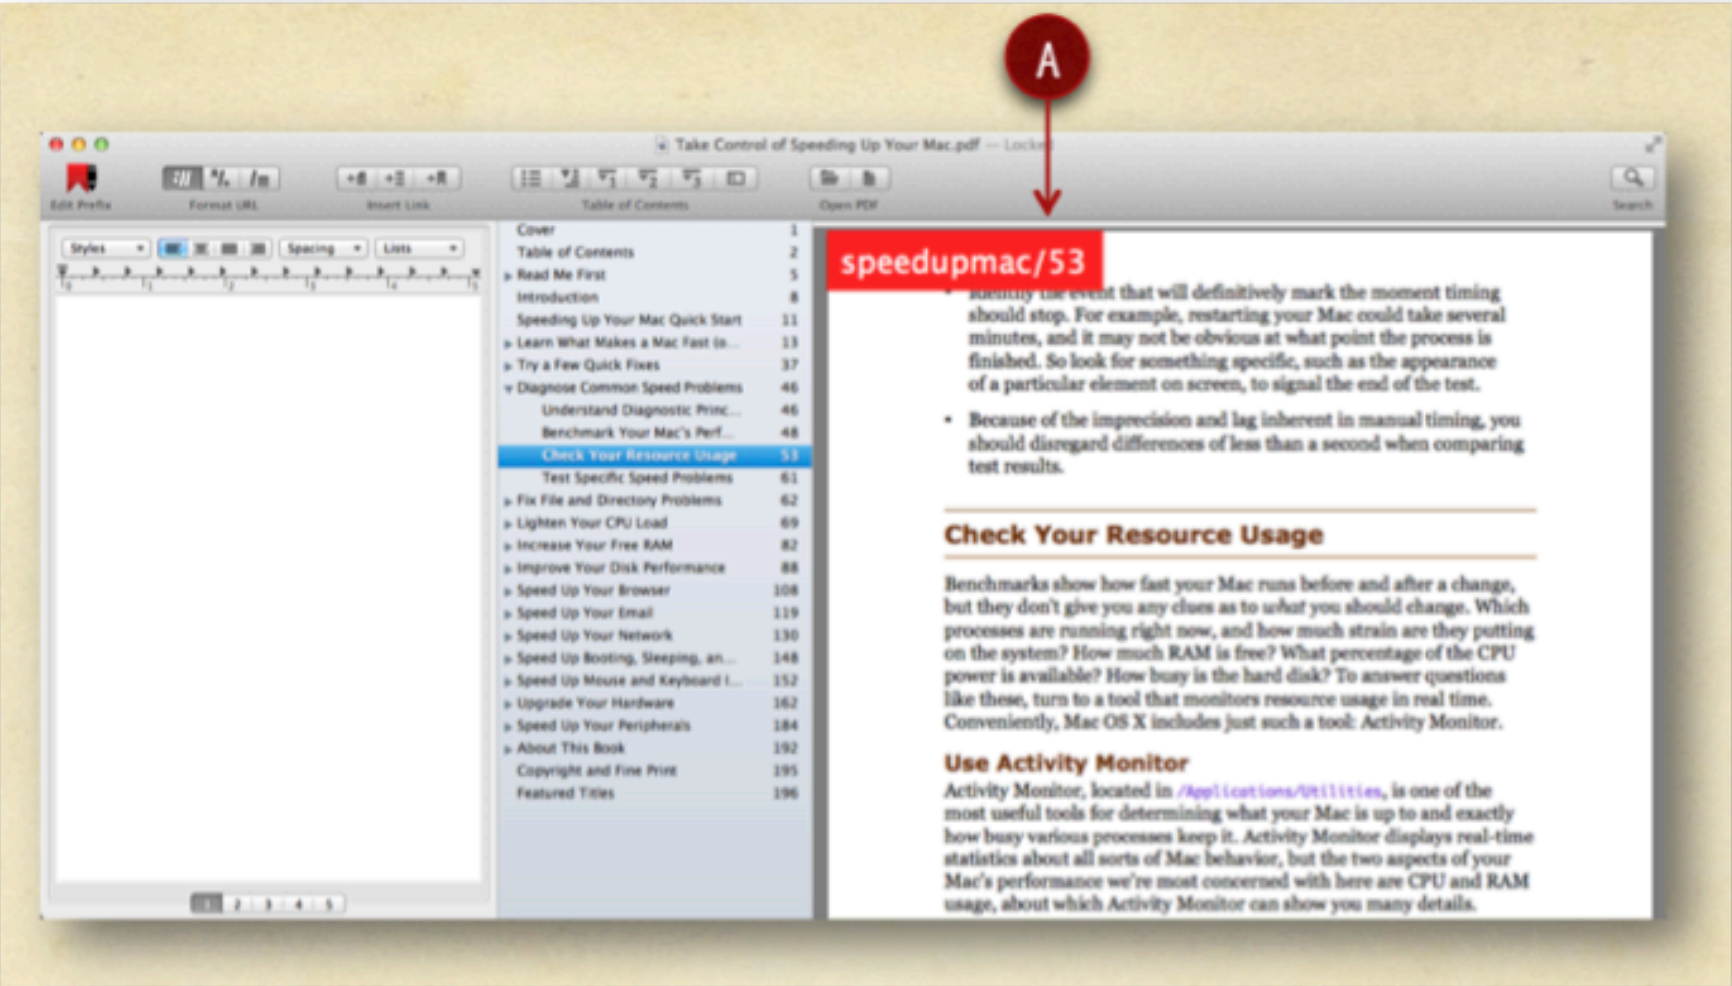 A
Take Control of Speeding Up Your Mac.pdf — Locked
Edit Prefix
Format URL
Insert Link
Table of Contents
Open PDF
Search
Styles
Spacing
Lists
1 2 3 4 5
Cover 1
Table of Contents 2
Read Me First 5
Introduction 8
Speeding Up Your Mac Quick Start 11
Learn What Makes a Mac Fast (o... 13
Try a Few Quick Fixes 37
Diagnose Common Speed Problems 46
Understand Diagnostic Princ... 46
Benchmark Your Mac's Perf... 48
Check Your Resource Usage 53
Test Specific Speed Problems 61
Fix File and Directory Problems 62
Lighten Your CPU Load 69
Increase Your Free RAM 82
Improve Your Disk Performance 88
Speed Up Your Browser 108
Speed Up Your Email 119
Speed Up Your Network 130
Speed Up Booting, Sleeping, an... 148
Speed Up Mouse and Keyboard I... 152
Upgrade Your Hardware 162
Speed Up Your Peripherals 184
About This Book 192
Copyright and Fine Print 195
Featured Titles 196
speedupmac/53
• Identify the event that will definitively mark the moment timing
should stop. For example, restarting your Mac could take several
minutes, and it may not be obvious at what point the process is
finished. So look for something specific, such as the appearance
of a particular element on screen, to signal the end of the test.
• Because of the imprecision and lag inherent in manual timing, you
should disregard differences of less than a second when comparing
test results.
Check Your Resource Usage
Benchmarks show how fast your Mac runs before and after a change,
but they don't give you any clues as to what you should change. Which
processes are running right now, and how much strain are they putting
on the system? How much RAM is free? What percentage of the CPU
power is available? How busy is the hard disk? To answer questions
like these, turn to a tool that monitors resource usage in real time.
Conveniently, Mac OS X includes just such a tool: Activity Monitor.
Use Activity Monitor
Activity Monitor, located in /Applications/Utilities, is one of the
most useful tools for determining what your Mac is up to and exactly
how busy various processes keep it. Activity Monitor displays real-time
statistics about all sorts of Mac behavior, but the two aspects of your
Mac's performance we're most concerned with here are CPU and RAM
usage, about which Activity Monitor can show you many details.